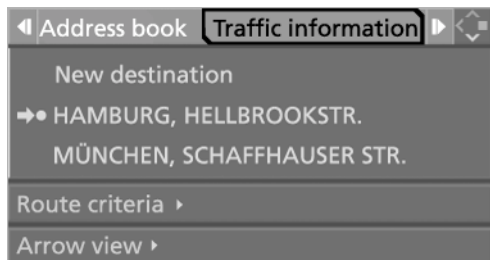 Address book Traffic information
New destination
HAMBURG, HELLBROOKSTR.
MÜNCHEN, SCHAFFHAUSER STR.
Route criteria
Arrow view